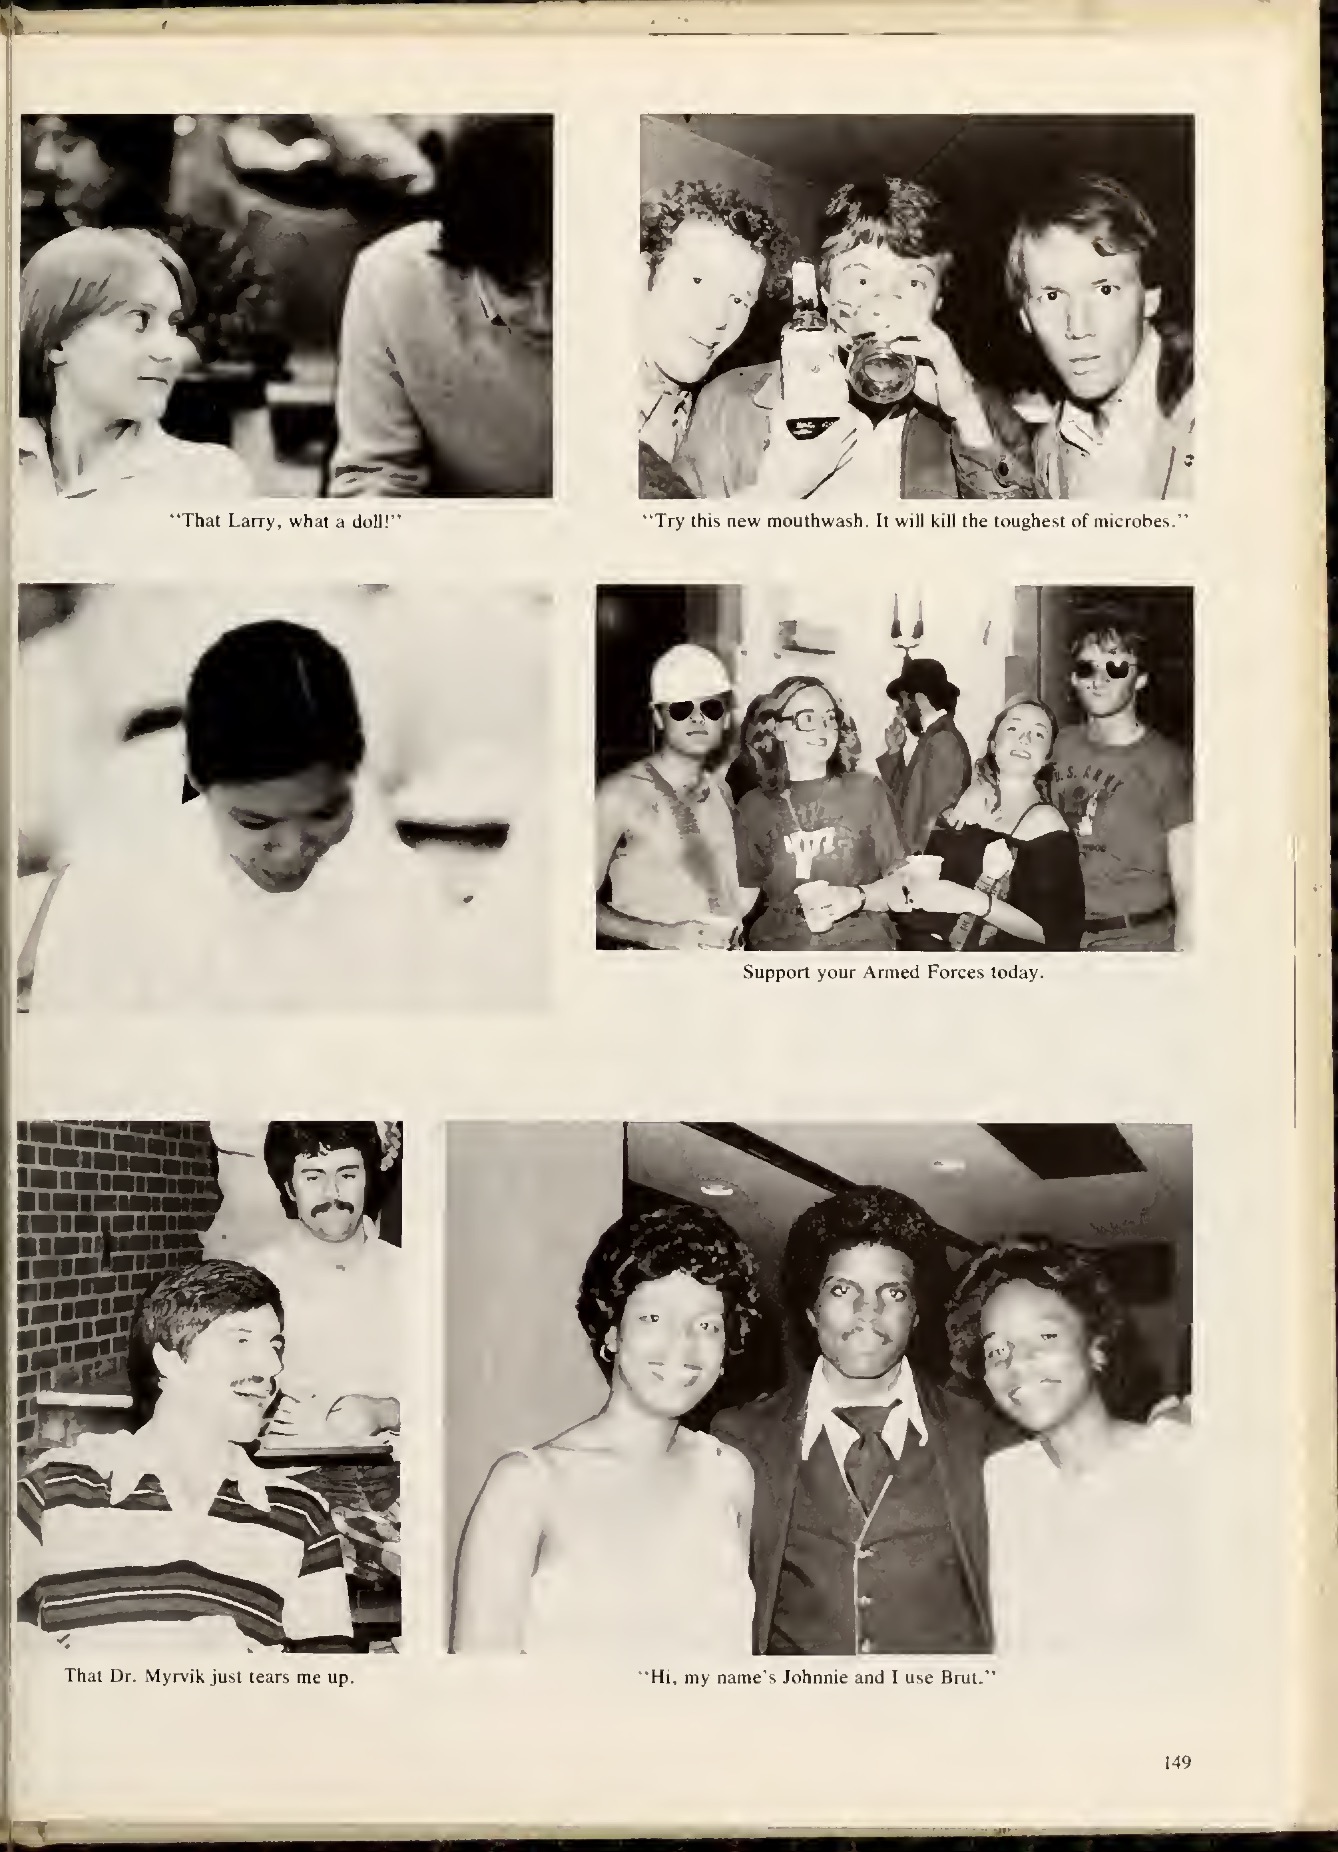 "That Larry, what a doll!"
"Try this new mouthwash. It will kill the toughest of microbes."
U.S. ARMY
Support your Armed Forces today.
That Dr. Myrvik just tears me up.
"Hi, my name's Johnnie and I use Brut."
149